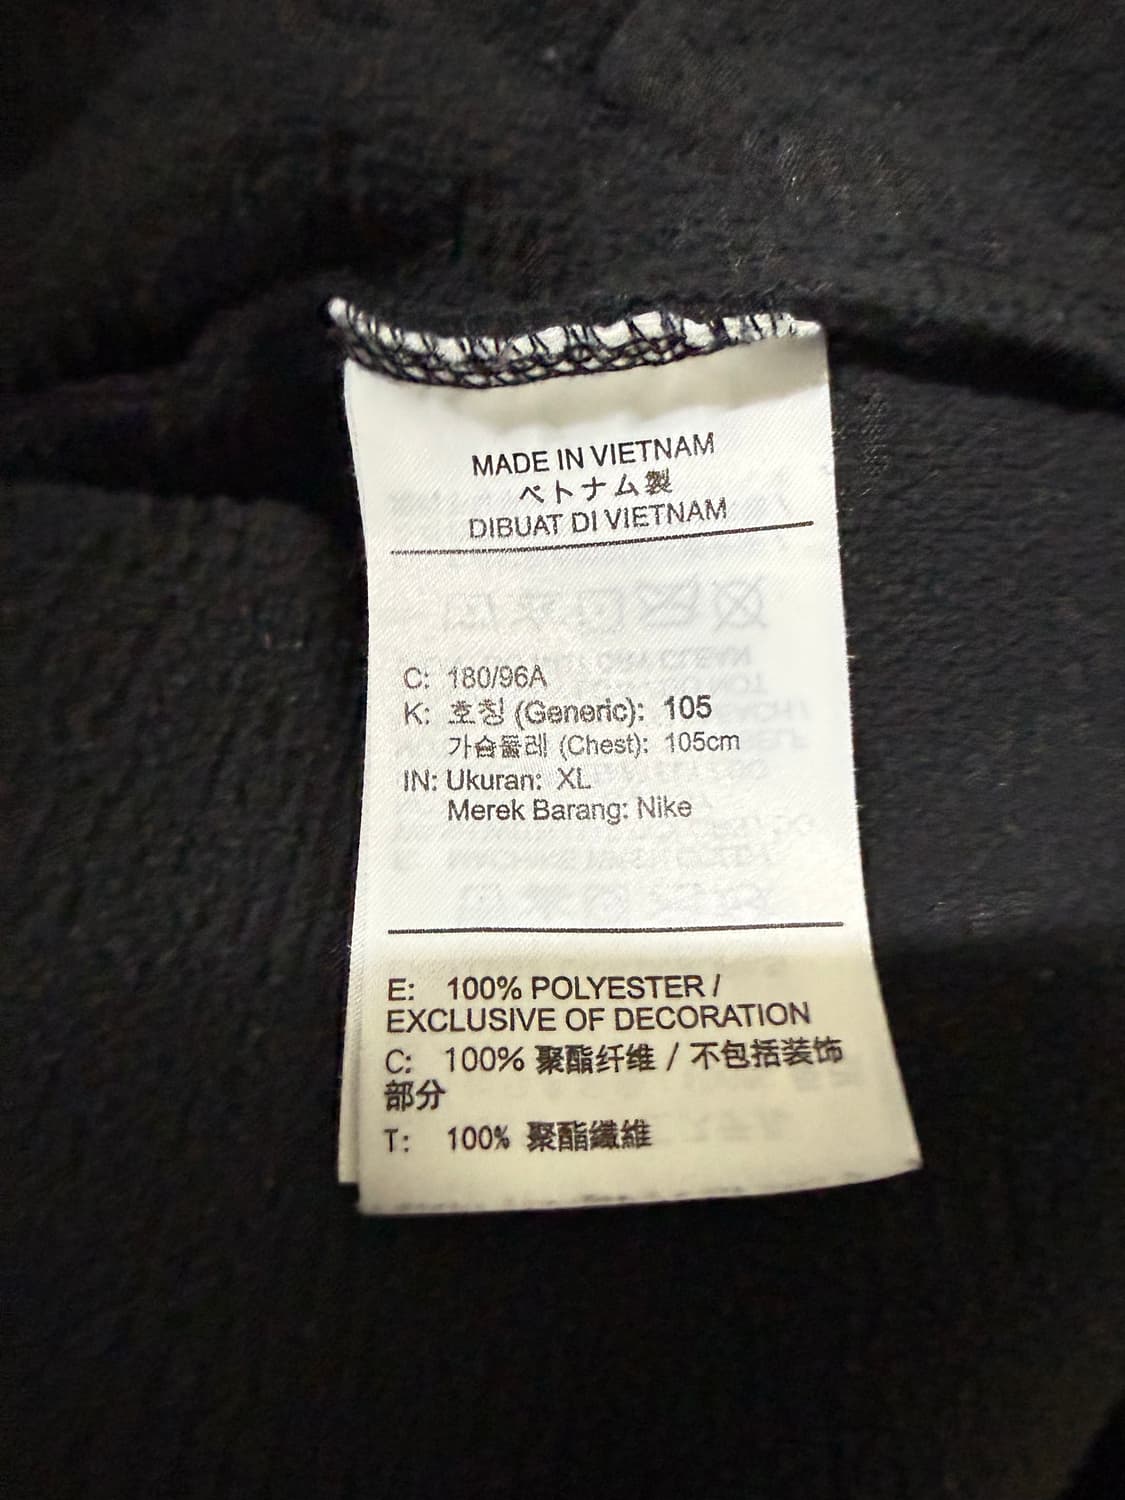 MADE IN VIETNAM
ベトナム製
DIBUAT DI VIETNAM
C: 180/96A
K: 호칭 (Generic): 105
가슴둘레 (Chest): 105cm
IN: Ukuran: XL
Merek Barang: Nike
E: 100% POLYESTER /
EXCLUSIVE OF DECORATION
C: 100% 聚酯纤维 / 不包括装饰
部分
T: 100% 聚酯纖維